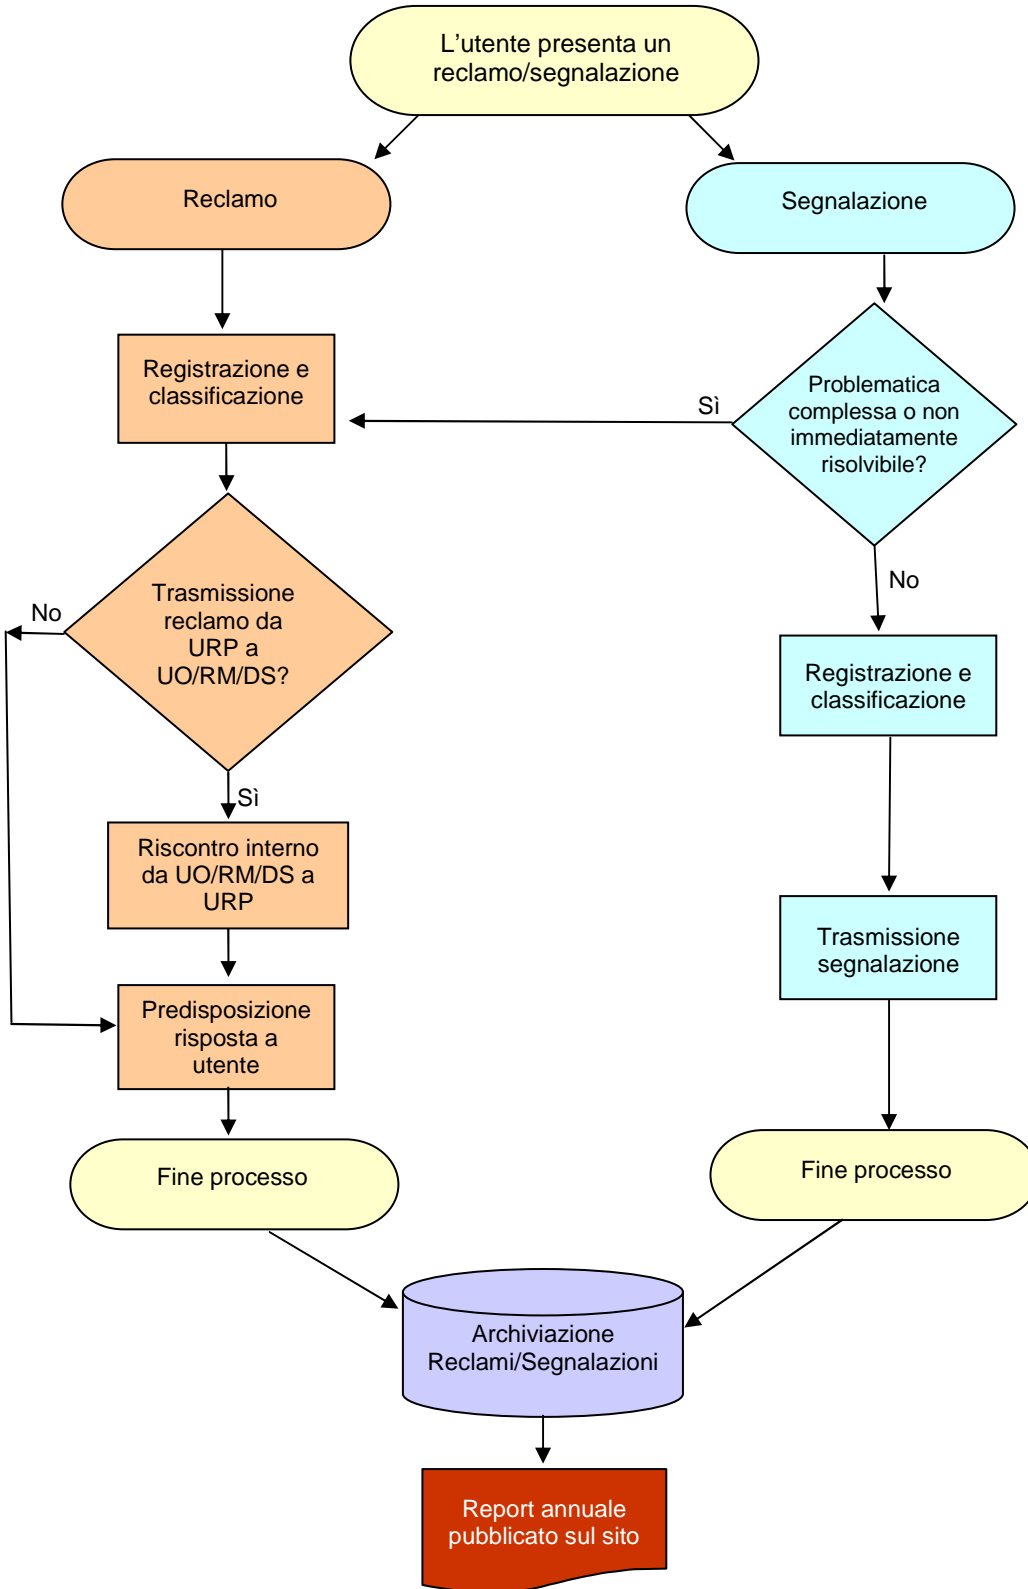 L'utente presenta un
reclamo/segnalazione
Reclamo
Segnalazione
Registrazione e
classificazione
Problematica
complessa o non
immediatamente
risolvibile?
Sì
No
Trasmissione
reclamo da
URP a
UO/RM/DS?
No
Sì
Registrazione e
classificazione
Riscontro interno
da UO/RM/DS a
URP
Trasmissione
segnalazione
Predisposizione
risposta a
utente
Fine processo
Fine processo
Archiviazione
Reclami/Segnalazioni
Report annuale
pubblicato sul sito